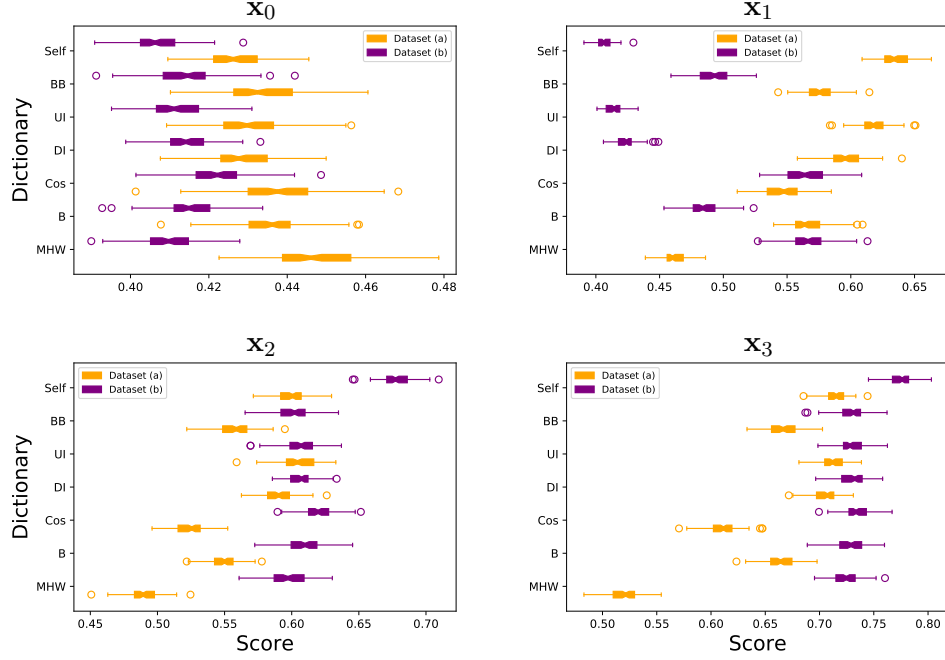 x0
x1
Dictionary
Self
BB
UI
DI
Cos
B
MHW
Dataset (a)
Dataset (b)
0.40 0.42 0.44 0.46 0.48
Self
BB
UI
DI
Cos
B
MHW
Dataset (a)
Dataset (b)
0.40 0.45 0.50 0.55 0.60 0.65
x2
x3
Dictionary
Self
BB
UI
DI
Cos
B
MHW
Dataset (a)
Dataset (b)
0.45 0.50 0.55 0.60 0.65 0.70
Score
Self
BB
UI
DI
Cos
B
MHW
Dataset (a)
Dataset (b)
0.50 0.55 0.60 0.65 0.70 0.75 0.80
Score